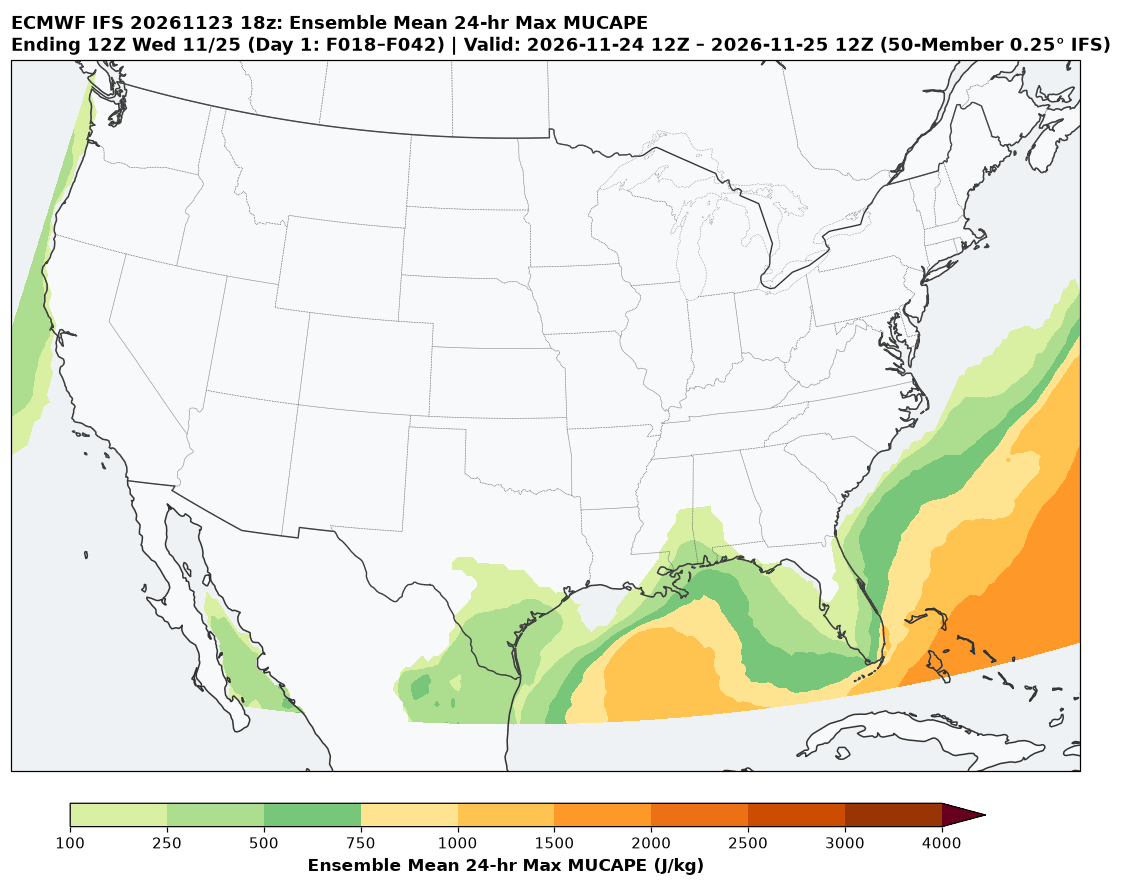 ECMWF IFS 20261123 18z: Ensemble Mean 24-hr Max MUCAPE
Ending 12Z Wed 11/25 (Day 1: F018–F042) | Valid: 2026-11-24 12Z – 2026-11-25 12Z (50-Member 0.25° IFS)
100 250 500 750 1000 1500 2000 2500 3000 4000
Ensemble Mean 24-hr Max MUCAPE (J/kg)